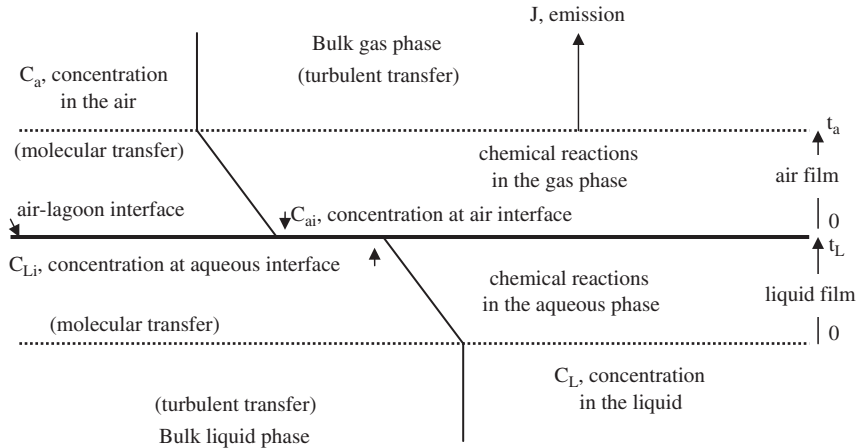 J, emission
Bulk gas phase
(turbulent transfer)
C_a, concentration
in the air
t_a
(molecular transfer)
chemical reactions
in the gas phase
air film
air-lagoon interface
C_ai, concentration at air interface
0
C_Li, concentration at aqueous interface
t_L
chemical reactions
in the aqueous phase
liquid film
(molecular transfer)
0
C_L, concentration
in the liquid
(turbulent transfer)
Bulk liquid phase